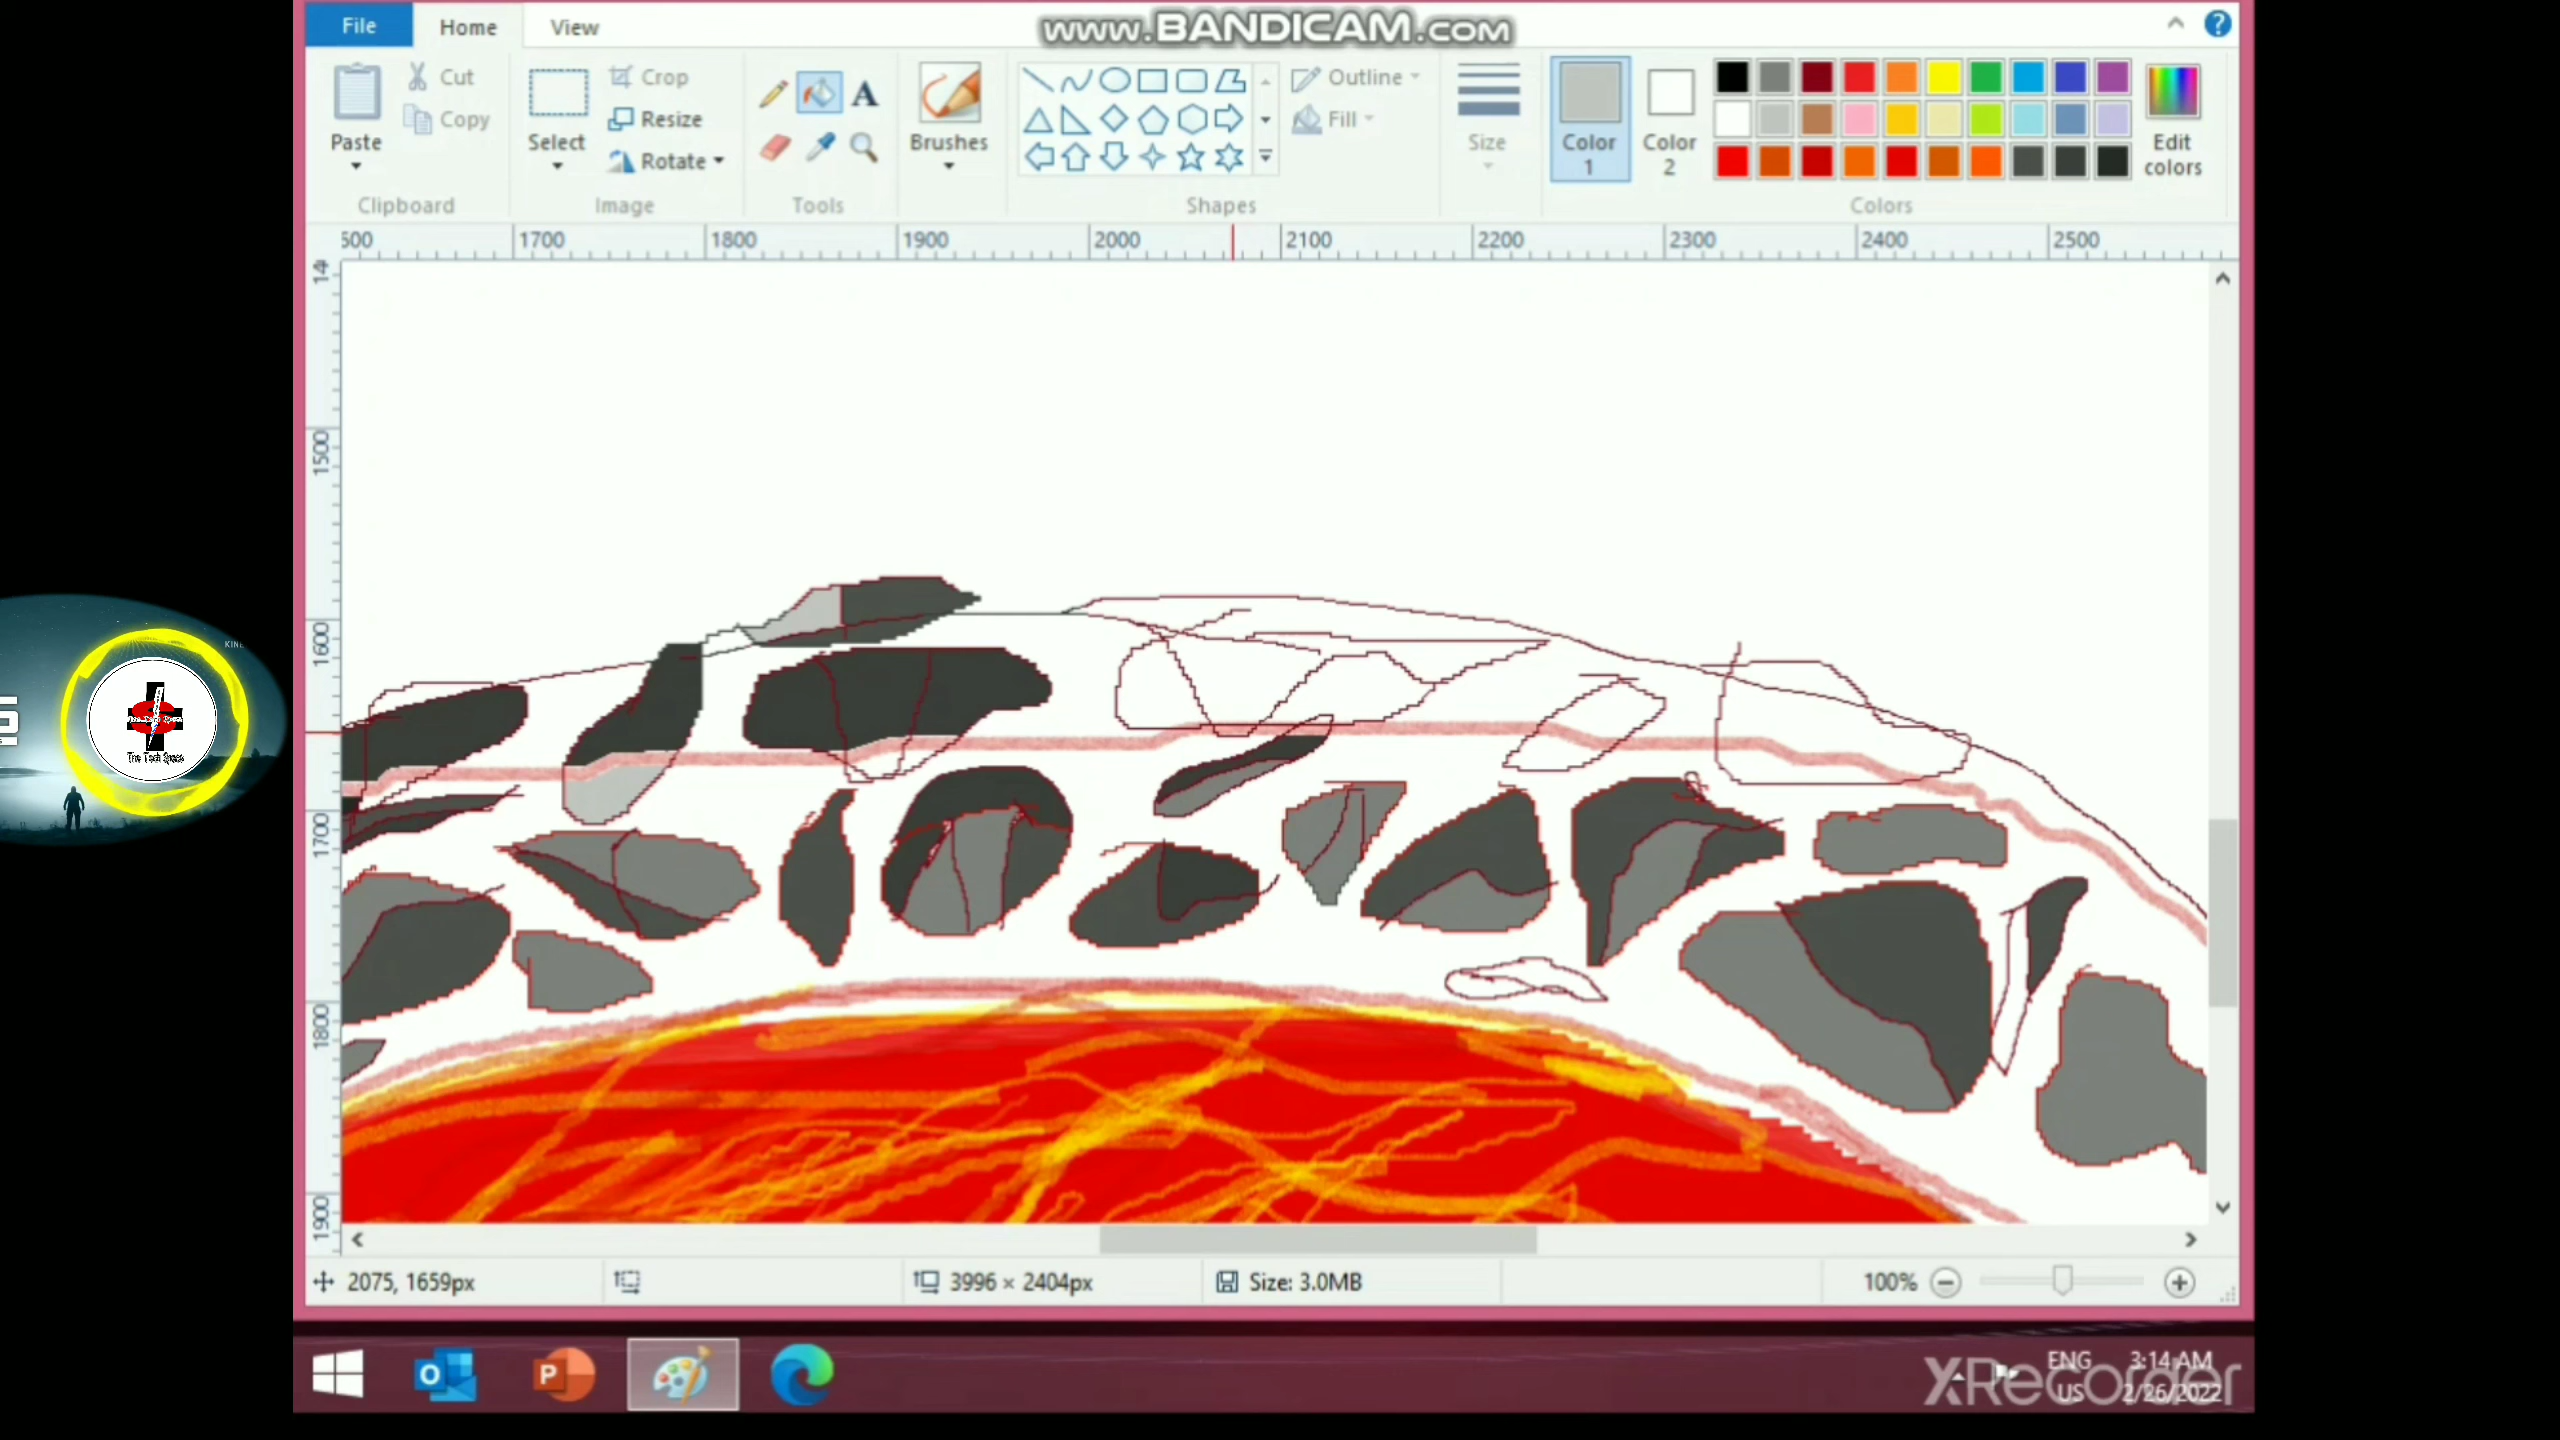 www.BANDICAM.com
File Home View
Cut
Copy
Paste
Clipboard
Select
Crop
Resize
Rotate
Image
A
Tools
Brushes
Shapes
Outline
Fill
Size
Color 1
Color 2
Edit colors
Colors
1700 1800 1900 2000 2100 2200 2300 2400 2500
1500
1600
1700
1800
1900
The Tech Space
2075, 1659px
3996 × 2404px
Size: 3.0MB
100%
XRecorder
ENG
US
3:14 AM
2/26/2022